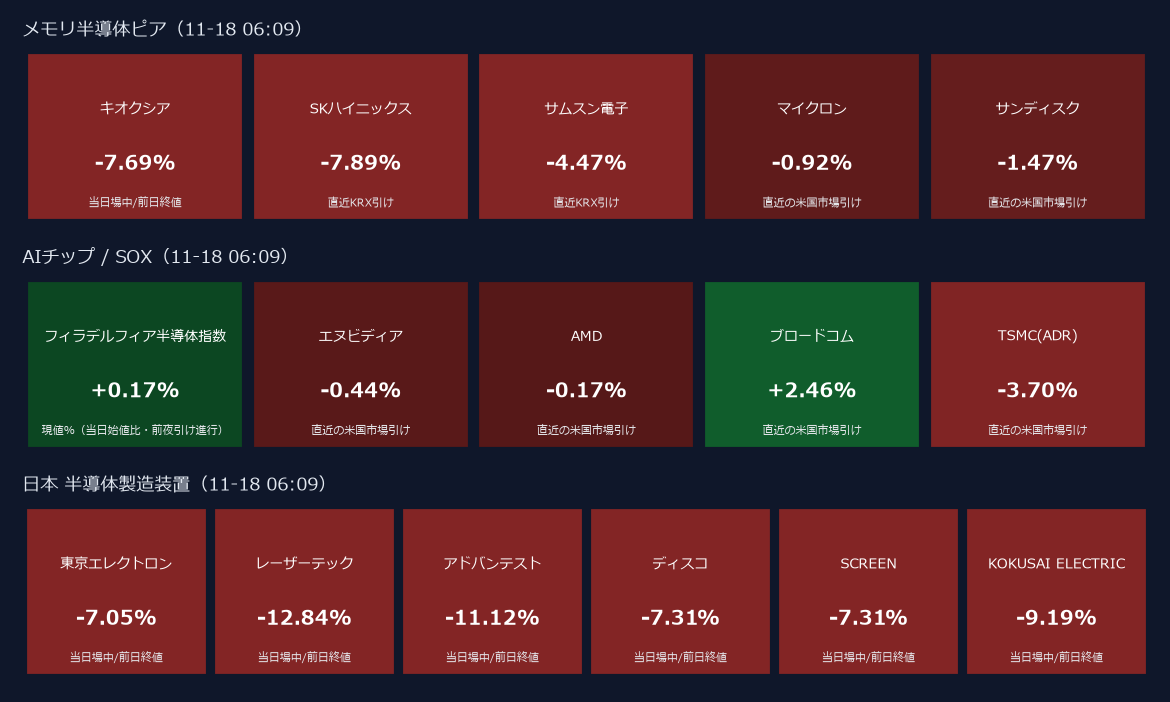 メモリ半導体ピア（11-18 06:09）
キオクシア
-7.69%
当日場中/前日終値
SKハイニックス
-7.89%
直近KRX引け
サムスン電子
-4.47%
直近KRX引け
マイクロン
-0.92%
直近の米国市場引け
サンディスク
-1.47%
直近の米国市場引け
AIチップ / SOX（11-18 06:09）
フィラデルフィア半導体指数
+0.17%
現値%（当日始値比・前夜引け進行）
エヌビディア
-0.44%
直近の米国市場引け
AMD
-0.17%
直近の米国市場引け
ブロードコム
+2.46%
直近の米国市場引け
TSMC(ADR)
-3.70%
直近の米国市場引け
日本 半導体製造装置（11-18 06:09）
東京エレクトロン
-7.05%
当日場中/前日終値
レーザーテック
-12.84%
当日場中/前日終値
アドバンテスト
-11.12%
当日場中/前日終値
ディスコ
-7.31%
当日場中/前日終値
SCREEN
-7.31%
当日場中/前日終値
KOKUSAI ELECTRIC
-9.19%
当日場中/前日終値